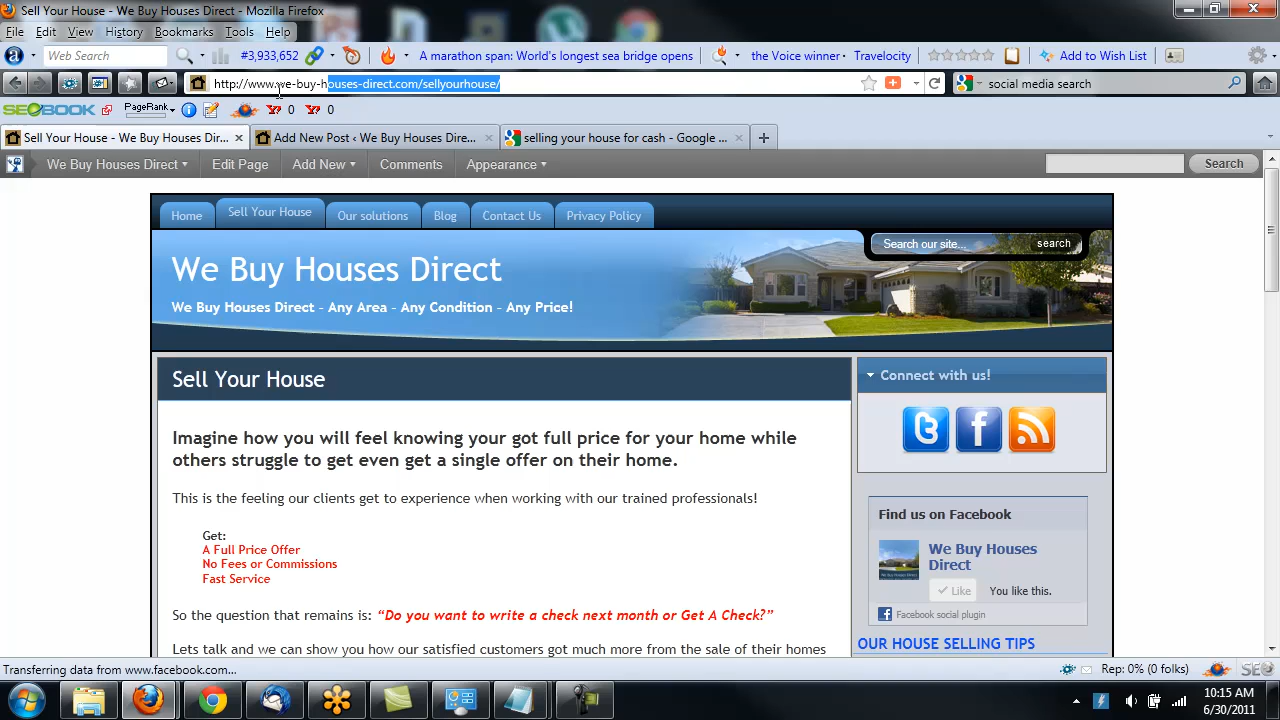 Sell Your House - We Buy Houses Direct - Mozilla Firefox
File Edit View History Bookmarks Tools Help
Web Search #3,933,652 A marathon span: World's longest sea bridge opens the Voice winner Travelocity Add to Wish List
http://www.we-buy-houses-direct.com/sellyourhouse/ social media search
SEOBOOK PageRank 0 0
Sell Your House - We Buy Houses Dir... Add New Post ‹ We Buy Houses Dire... selling your house for cash - Google ...
We Buy Houses Direct Edit Page Add New Comments Appearance Search
Home Sell Your House Our solutions Blog Contact Us Privacy Policy
Search our site... search
We Buy Houses Direct
We Buy Houses Direct - Any Area - Any Condition - Any Price!
Sell Your House
Connect with us!
Imagine how you will feel knowing your got full price for your home while
others struggle to get even get a single offer on their home.
This is the feeling our clients get to experience when working with our trained professionals!
Find us on Facebook
Get:
A Full Price Offer
No Fees or Commissions
Fast Service
We Buy Houses
Direct
Like You like this.
Facebook social plugin
So the question that remains is: “Do you want to write a check next month or Get A Check?”
OUR HOUSE SELLING TIPS
Lets talk and we can show you how our satisfied customers got much more from the sale of their homes
Transferring data from www.facebook.com... Rep: 0% (0 folks) SEO
10:15 AM
6/30/2011